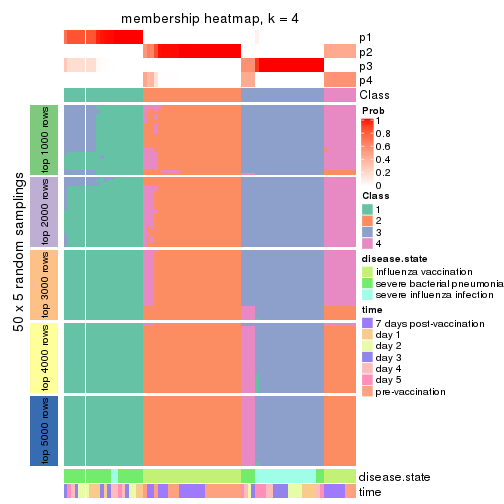 membership heatmap, k = 4
p1
p2
p3
p4
Class
50 x 5 random samplings
top 1000 rows
top 2000 rows
top 3000 rows
top 4000 rows
top 5000 rows
Prob
1
0.8
0.6
0.4
0.2
0
Class
1
2
3
4
disease.state
influenza vaccination
severe bacterial pneumonia
severe influenza infection
time
7 days post-vaccination
day 1
day 2
day 3
day 4
day 5
pre-vaccination
disease.state
time